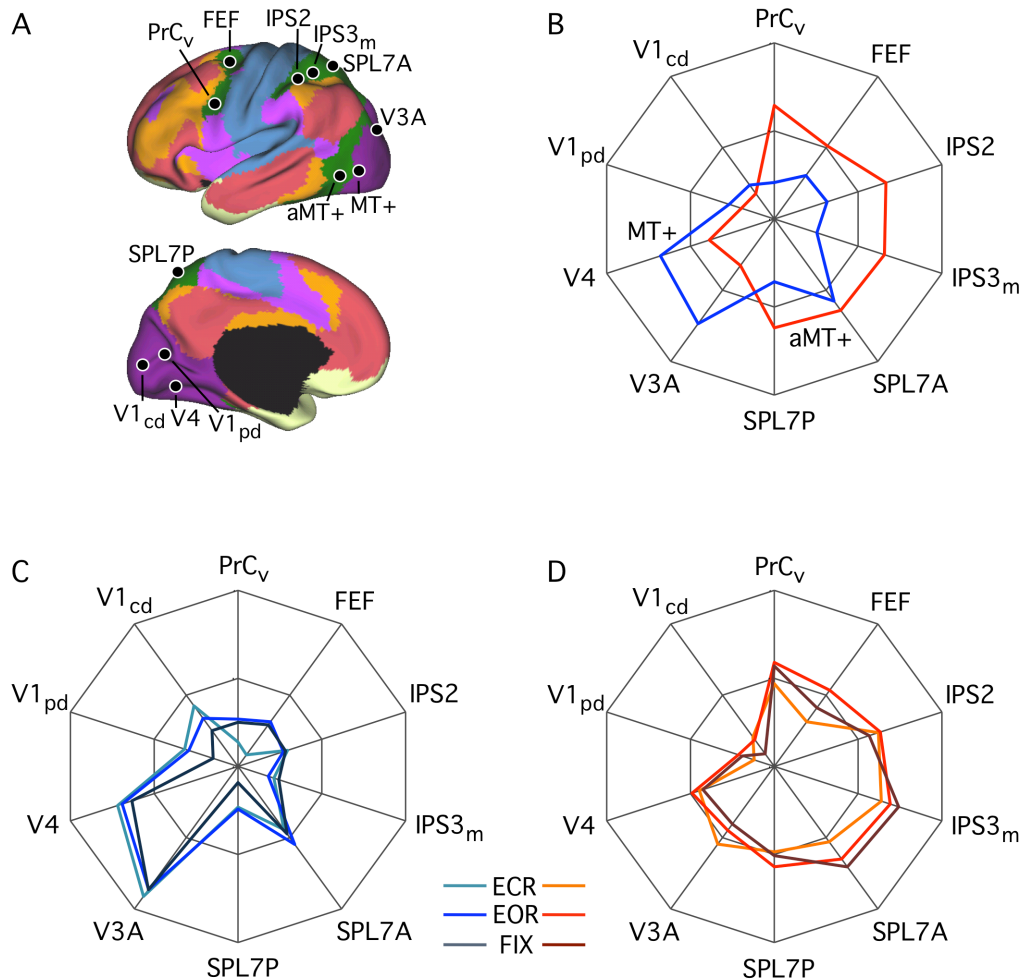 A
FEF
IPS2
PrCv
IPS3m
SPL7A
V3A
aMT+
MT+
SPL7P
V1cd
V4
V1pd
B
PrCv
V1cd
FEF
V1pd
IPS2
MT+
V4
IPS3m
aMT+
V3A
SPL7A
SPL7P
C
PrCv
V1cd
FEF
V1pd
IPS2
V4
IPS3m
V3A
SPL7A
SPL7P
D
PrCv
V1cd
FEF
V1pd
IPS2
V4
IPS3m
V3A
SPL7A
SPL7P
ECR
EOR
FIX